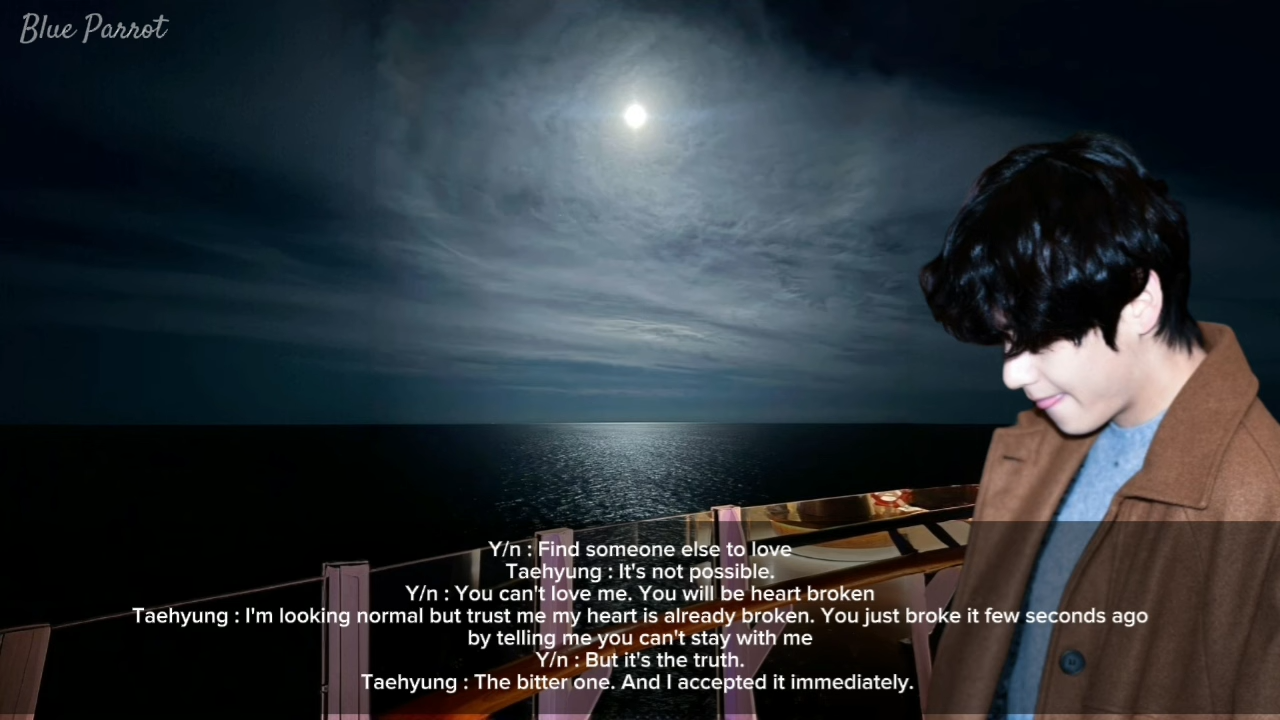 Blue Parrot
Y/n : Find someone else to love
Taehyung : It's not possible.
Y/n : You can't love me. You will be heart broken
Taehyung : I'm looking normal but trust me my heart is already broken. You just broke it few seconds ago
by telling me you can't stay with me
Y/n : But it's the truth.
Taehyung : The bitter one. And I accepted it immediately.